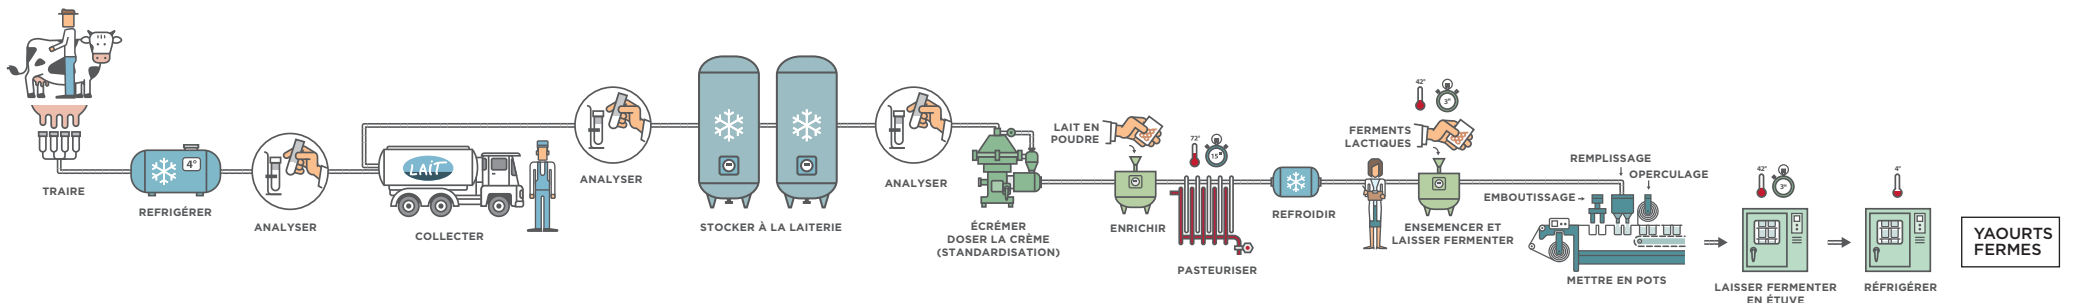 TRAIRE
4°
REFRIGÉRER
ANALYSER
LAIT
COLLECTER
ANALYSER
STOCKER À LA LAITERIE
ANALYSER
ÉCRÉMER
DOSER LA CRÈME
(STANDARDISATION)
LAIT EN
POUDRE
ENRICHIR
72°
15"
PASTEURISER
REFROIDIR
42°
3H
FERMENTS
LACTIQUES
ENSEMENCER ET
LAISSER FERMENTER
REMPLISSAGE
OPERCULAGE
EMBOUTISSAGE
METTRE EN POTS
42°
3H
LAISSER FERMENTER
EN ÉTUVE
4°
RÉFRIGÉRER
YAOURTS
FERMES